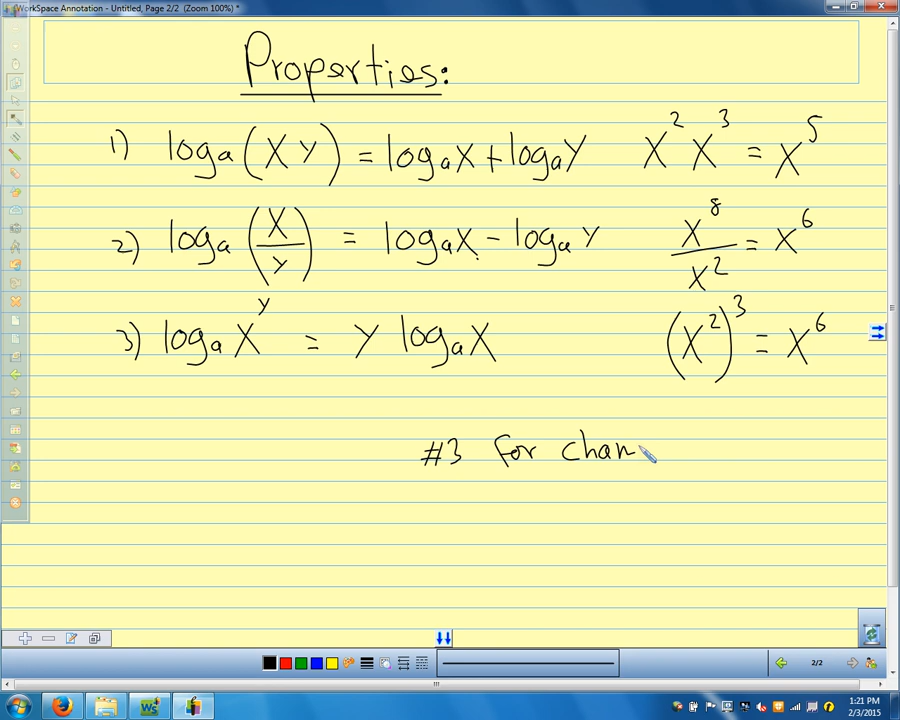 WorkSpace Annotation - Untitled, Page 2/2 (Zoom 100%) *
Properties:
1) logₐ(XY) = logₐX + logₐY X² X³ = X⁵
2) logₐ(X/Y) = logₐX - logₐY X⁸/X² = X⁶
3) logₐX^Y = Y logₐX (X²)³ = X⁶
#3 for chan
2/2
1:21 PM
2/3/2015